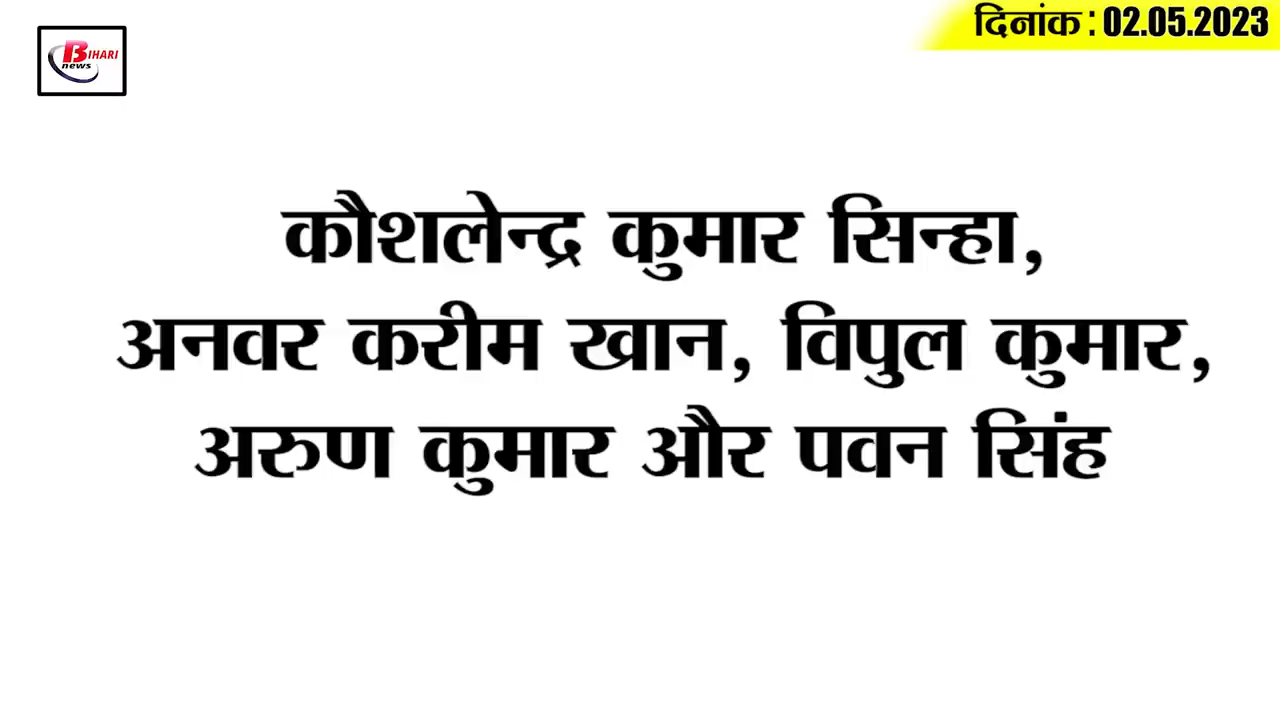 BIHARI
news
दिनांक : 02.05.2023
कौशलेन्द्र कुमार सिन्हा,
अनवर करीम खान, विपुल कुमार,
अरुण कुमार और पवन सिंह